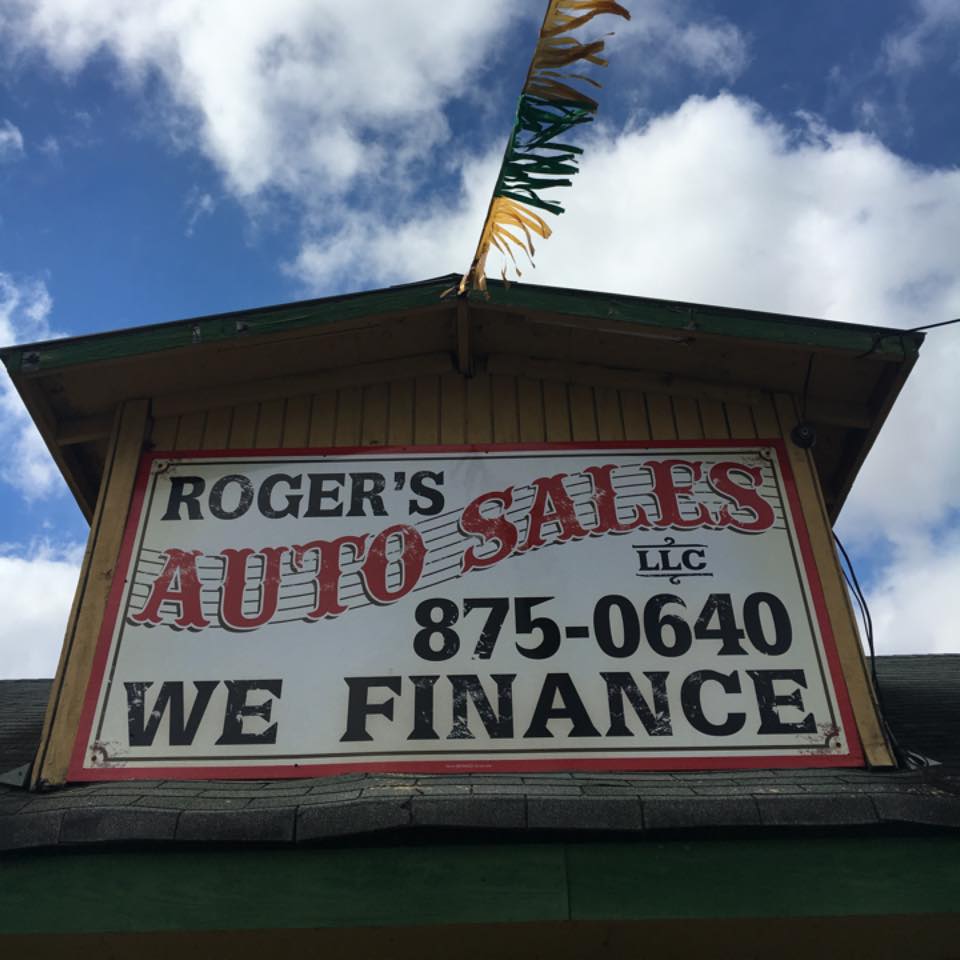 ROGER'S
AUTO SALES
LLC
875-0640
WE FINANCE